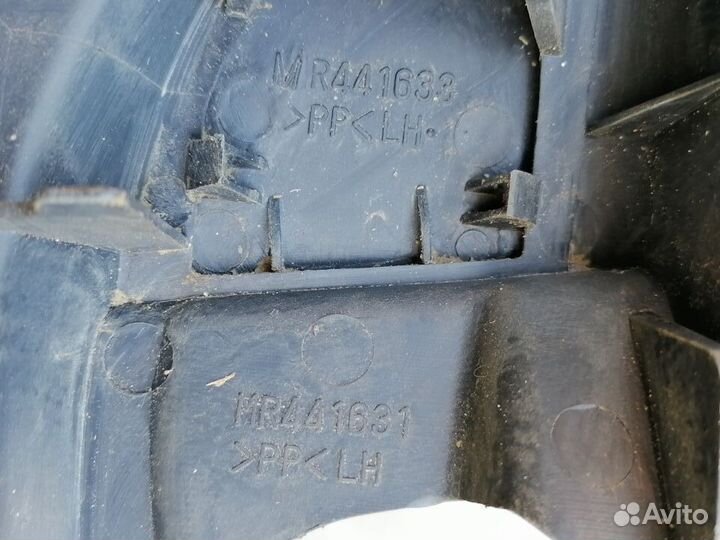 MR441633
>PP<LH.
MR441631
>PP<LH
Avito